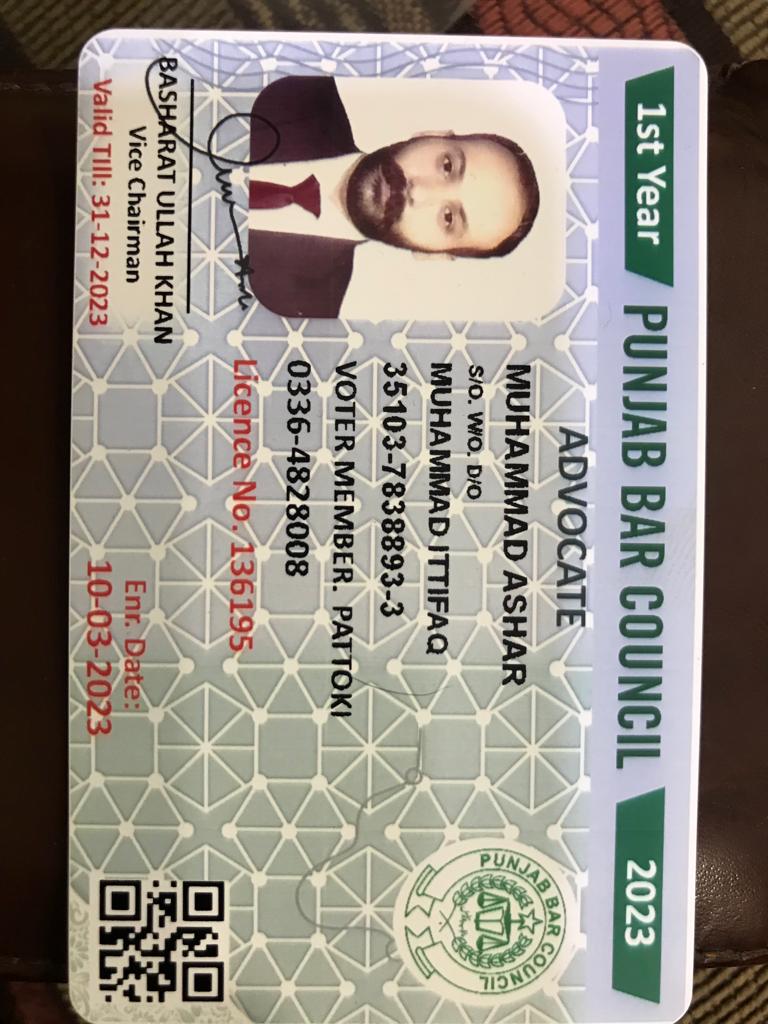 1st Year PUNJAB BAR COUNCIL 2023
ADVOCATE
MUHAMMAD ASHAR
S/O. W/O. D/O
MUHAMMAD ITTIFAQ
35103-7838893-3
VOTER MEMBER. PATTOKI
0336-4828008
Licence No. 136195
BASHARAT ULLAH KHAN
Vice Chairman
Valid Till: 31-12-2023
Enr. Date:
10-03-2023
PUNJAB BAR COUNCIL